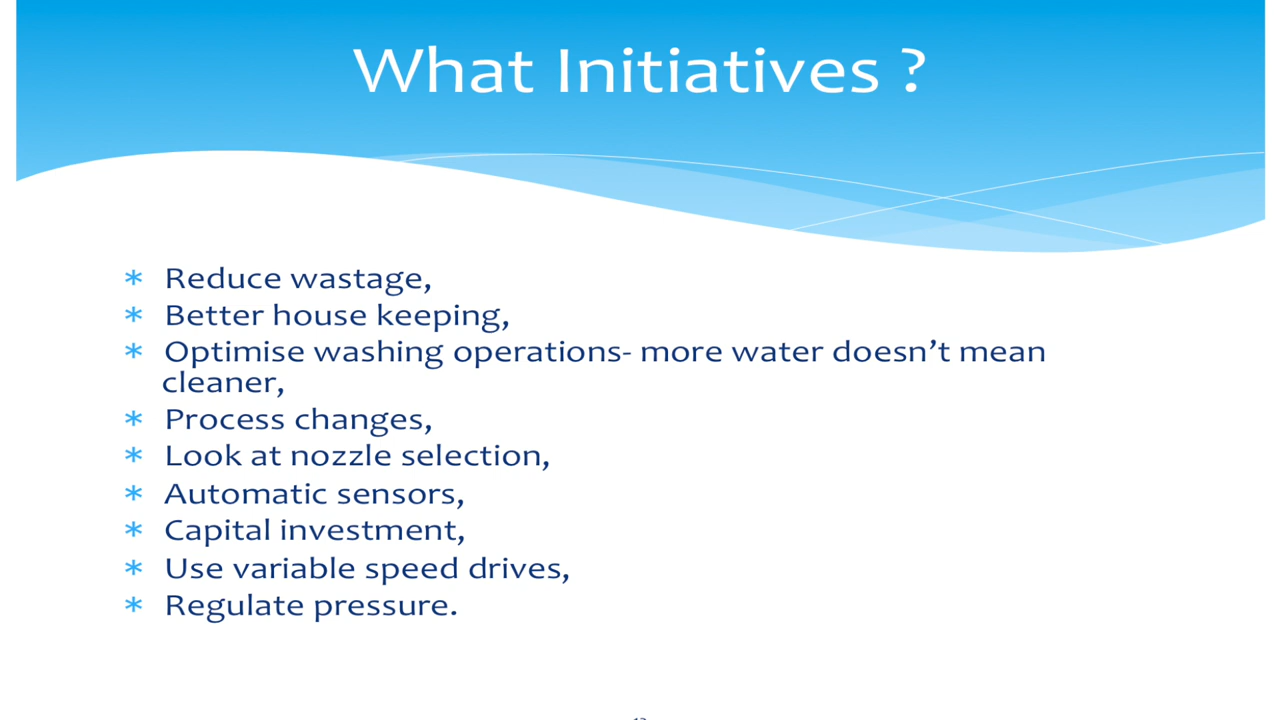 What Initiatives ?
* Reduce wastage,
* Better house keeping,
* Optimise washing operations- more water doesn’t mean
cleaner,
* Process changes,
* Look at nozzle selection,
* Automatic sensors,
* Capital investment,
* Use variable speed drives,
* Regulate pressure.